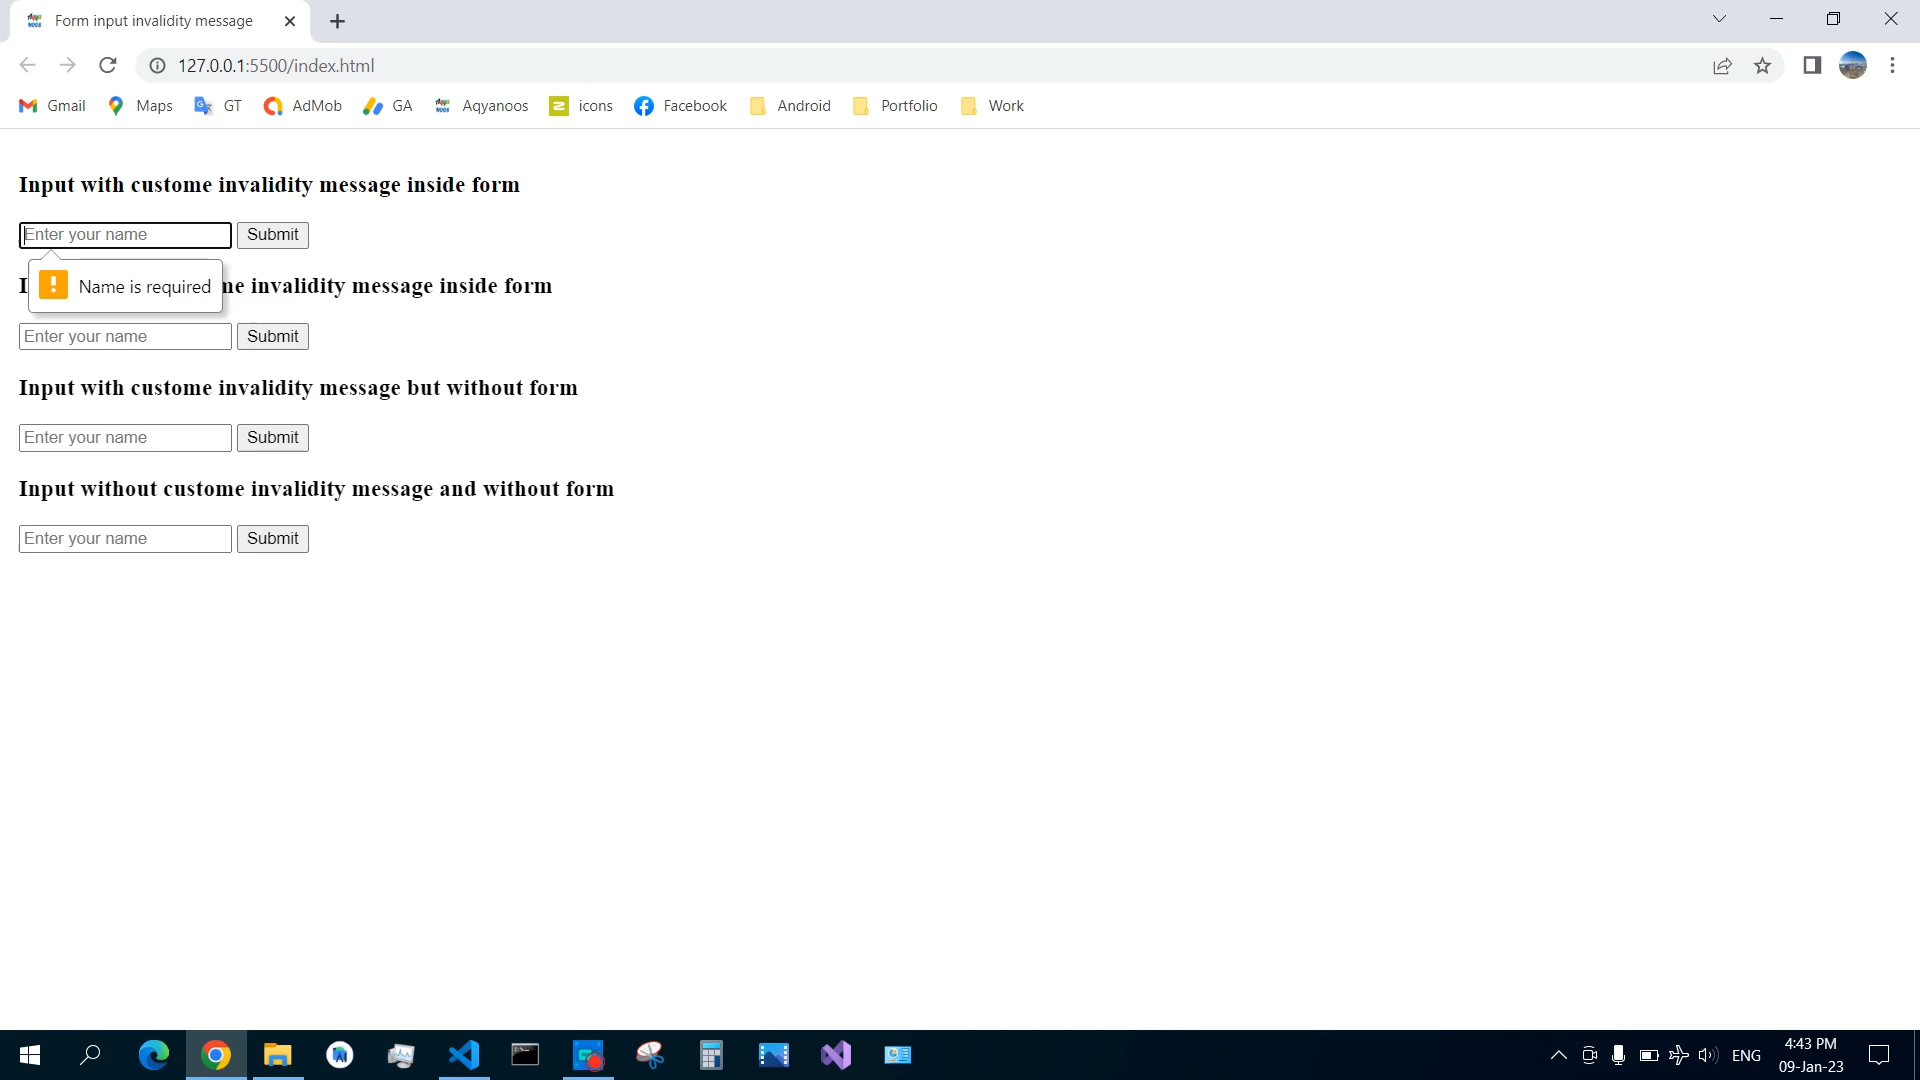 Form input invalidity message
127.0.0.1:5500/index.html
Gmail Maps GT AdMob GA Aqyanoos icons Facebook Android Portfolio Work
Input with custome invalidity message inside form
Enter your name Submit
Name is required
I me invalidity message inside form
Enter your name Submit
Input with custome invalidity message but without form
Enter your name Submit
Input without custome invalidity message and without form
Enter your name Submit
ENG
4:43 PM
09-Jan-23